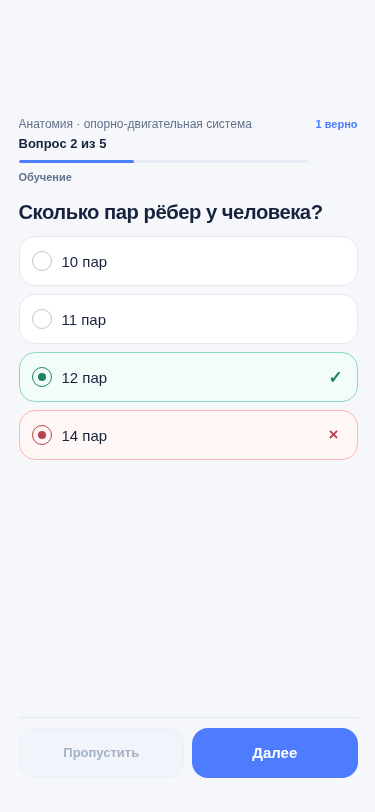 Анатомия · опорно-двигательная система
1 верно
Вопрос 2 из 5
Обучение
Сколько пар рёбер у человека?
10 пар
11 пар
12 пар ✓
14 пар ×
Пропустить
Далее